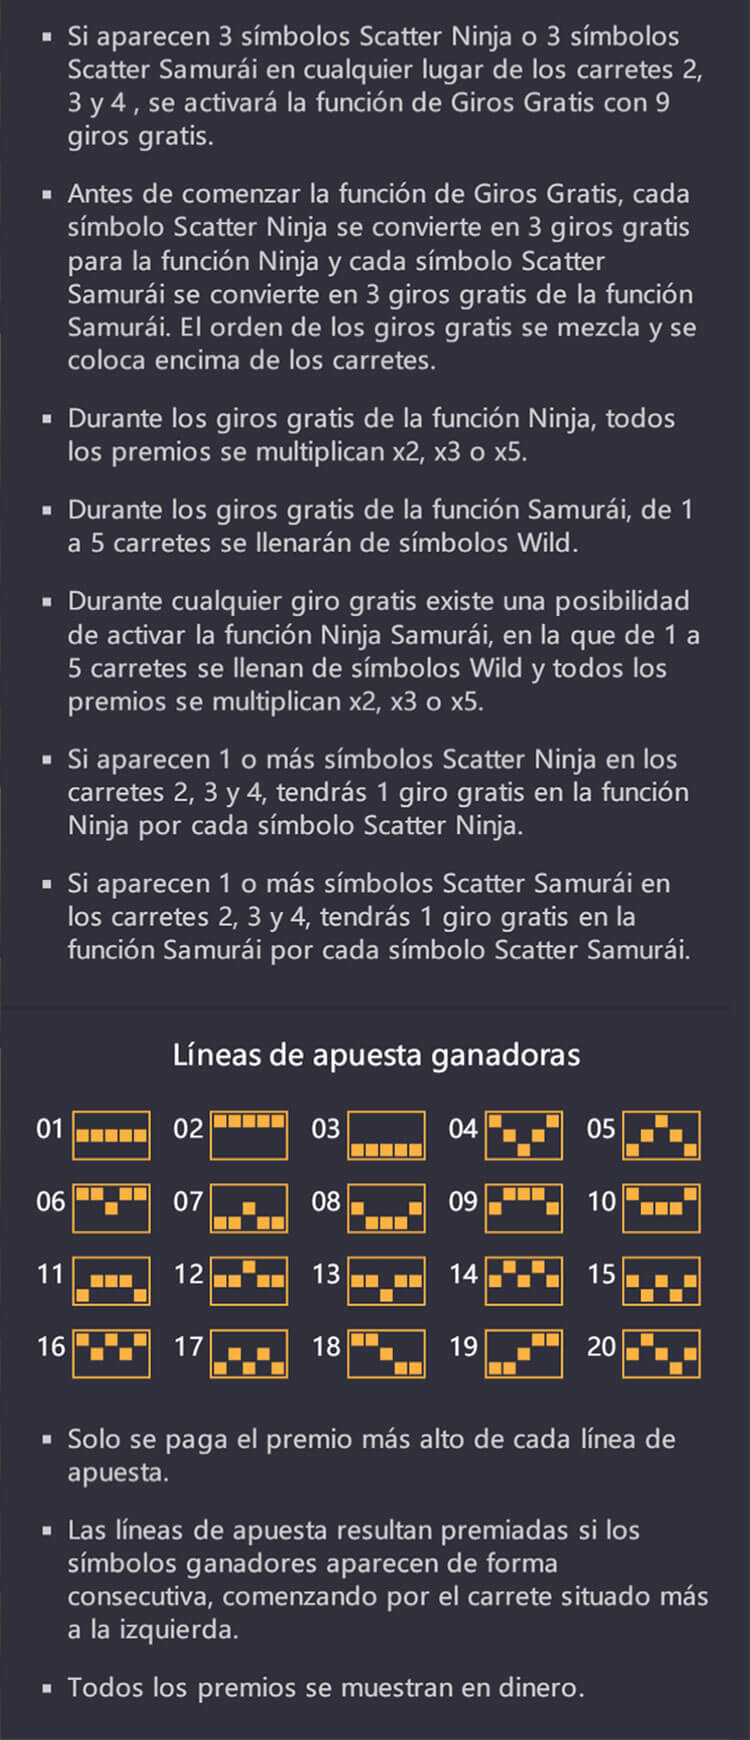 ▪ Si aparecen 3 símbolos Scatter Ninja o 3 símbolos
Scatter Samurái en cualquier lugar de los carretes 2,
3 y 4 , se activará la función de Giros Gratis con 9
giros gratis.
▪ Antes de comenzar la función de Giros Gratis, cada
símbolo Scatter Ninja se convierte en 3 giros gratis
para la función Ninja y cada símbolo Scatter
Samurái se convierte en 3 giros gratis de la función
Samurái. El orden de los giros gratis se mezcla y se
coloca encima de los carretes.
▪ Durante los giros gratis de la función Ninja, todos
los premios se multiplican x2, x3 o x5.
▪ Durante los giros gratis de la función Samurái, de 1
a 5 carretes se llenarán de símbolos Wild.
▪ Durante cualquier giro gratis existe una posibilidad
de activar la función Ninja Samurái, en la que de 1 a
5 carretes se llenan de símbolos Wild y todos los
premios se multiplican x2, x3 o x5.
▪ Si aparecen 1 o más símbolos Scatter Ninja en los
carretes 2, 3 y 4, tendrás 1 giro gratis en la función
Ninja por cada símbolo Scatter Ninja.
▪ Si aparecen 1 o más símbolos Scatter Samurái en
los carretes 2, 3 y 4, tendrás 1 giro gratis en la
función Samurái por cada símbolo Scatter Samurái.
Líneas de apuesta ganadoras
01 02 03 04 05
06 07 08 09 10
11 12 13 14 15
16 17 18 19 20
▪ Solo se paga el premio más alto de cada línea de
apuesta.
▪ Las líneas de apuesta resultan premiadas si los
símbolos ganadores aparecen de forma
consecutiva, comenzando por el carrete situado más
a la izquierda.
▪ Todos los premios se muestran en dinero.